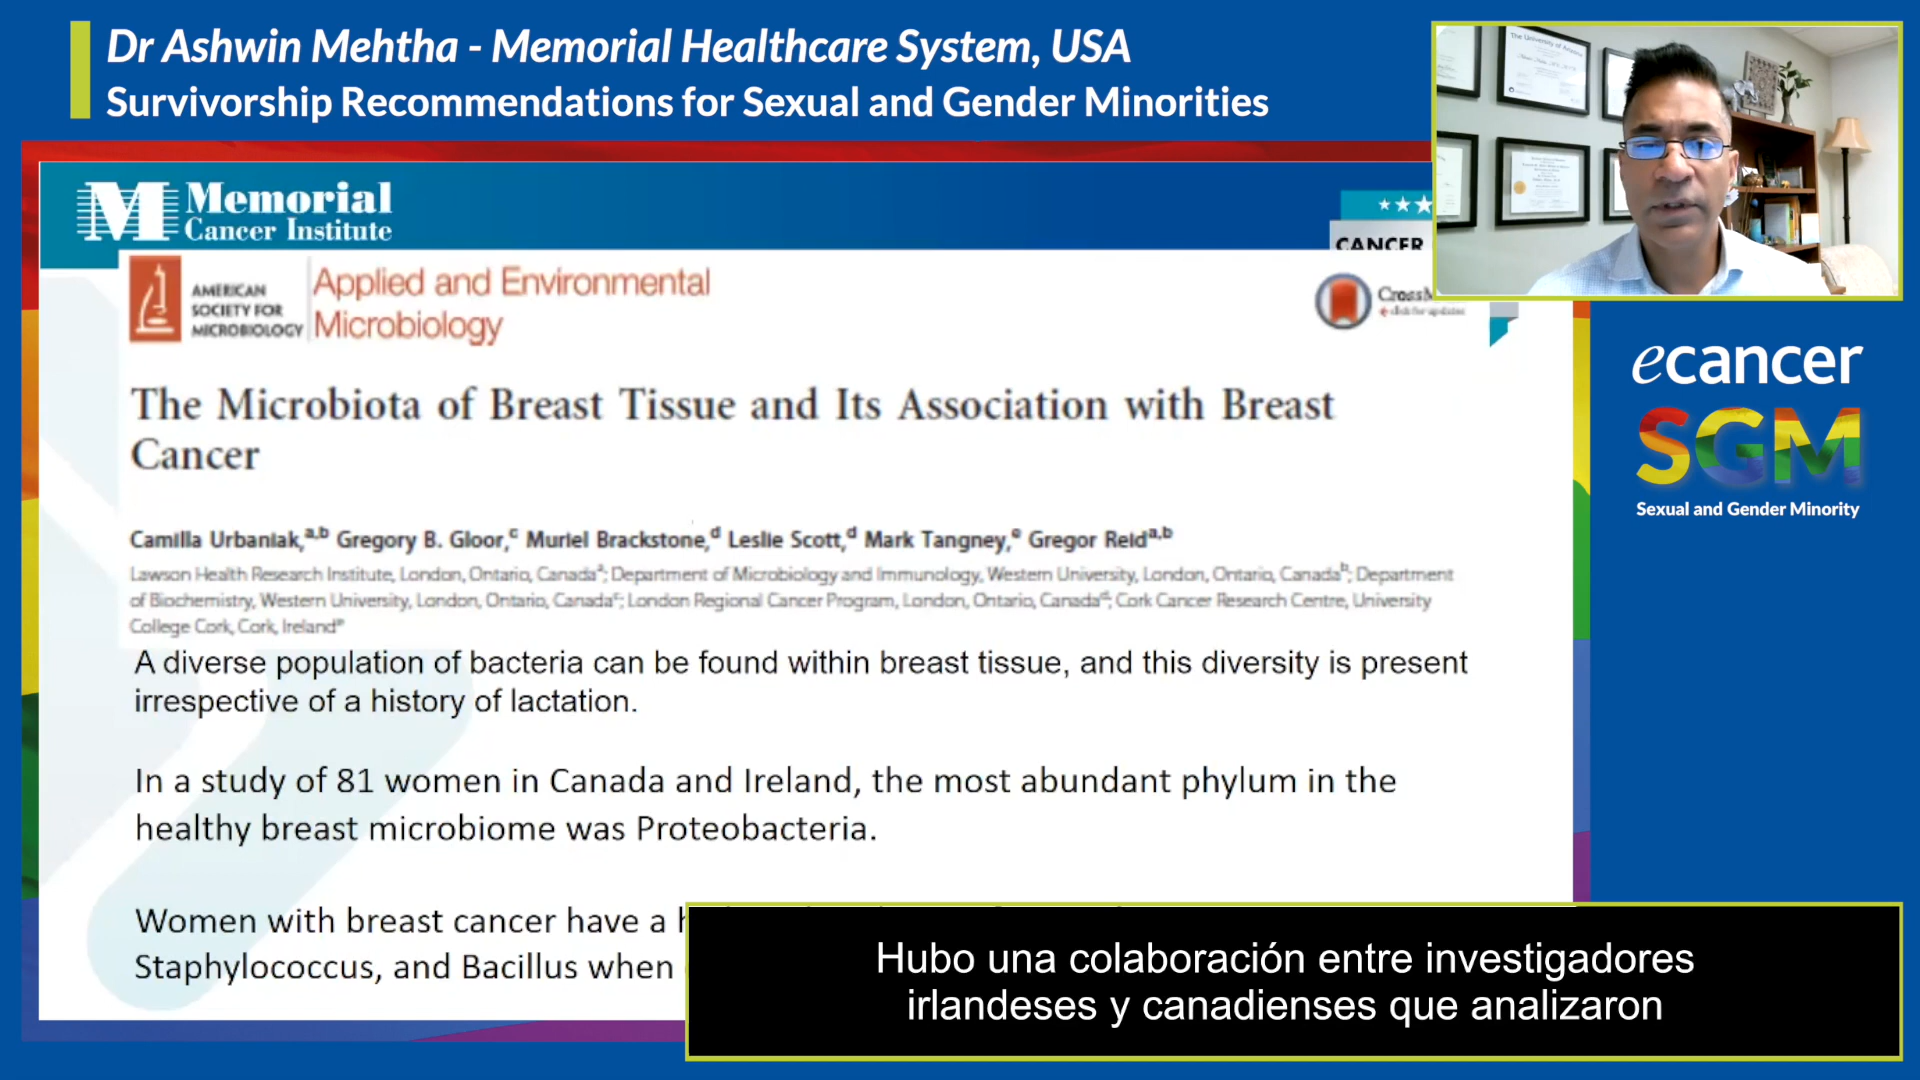 Dr Ashwin Mehtha - Memorial Healthcare System, USA
Survivorship Recommendations for Sexual and Gender Minorities
The University of Arizona
Memorial
Cancer Institute
CANCER
AMERICAN
SOCIETY FOR
MICROBIOLOGY
Applied and Environmental
Microbiology
click for updates
The Microbiota of Breast Tissue and Its Association with Breast
Cancer
Camilla Urbaniak,a,b Gregory B. Gloor,c Muriel Brackstone,d Leslie Scott,d Mark Tangney,e Gregor Reida,b
Lawson Health Research Institute, London, Ontario, Canadaa; Department of Microbiology and Immunology, Western University, London, Ontario, Canadab; Department
of Biochemistry, Western University, London, Ontario, Canadac; London Regional Cancer Program, London, Ontario, Canadad; Cork Cancer Research Centre, University
College Cork, Cork, Irelande
A diverse population of bacteria can be found within breast tissue, and this diversity is present
irrespective of a history of lactation.
In a study of 81 women in Canada and Ireland, the most abundant phylum in the
healthy breast microbiome was Proteobacteria.
Women with breast cancer have a
Staphylococcus, and Bacillus when
ecancer
SGM
Sexual and Gender Minority
Hubo una colaboración entre investigadores
irlandeses y canadienses que analizaron